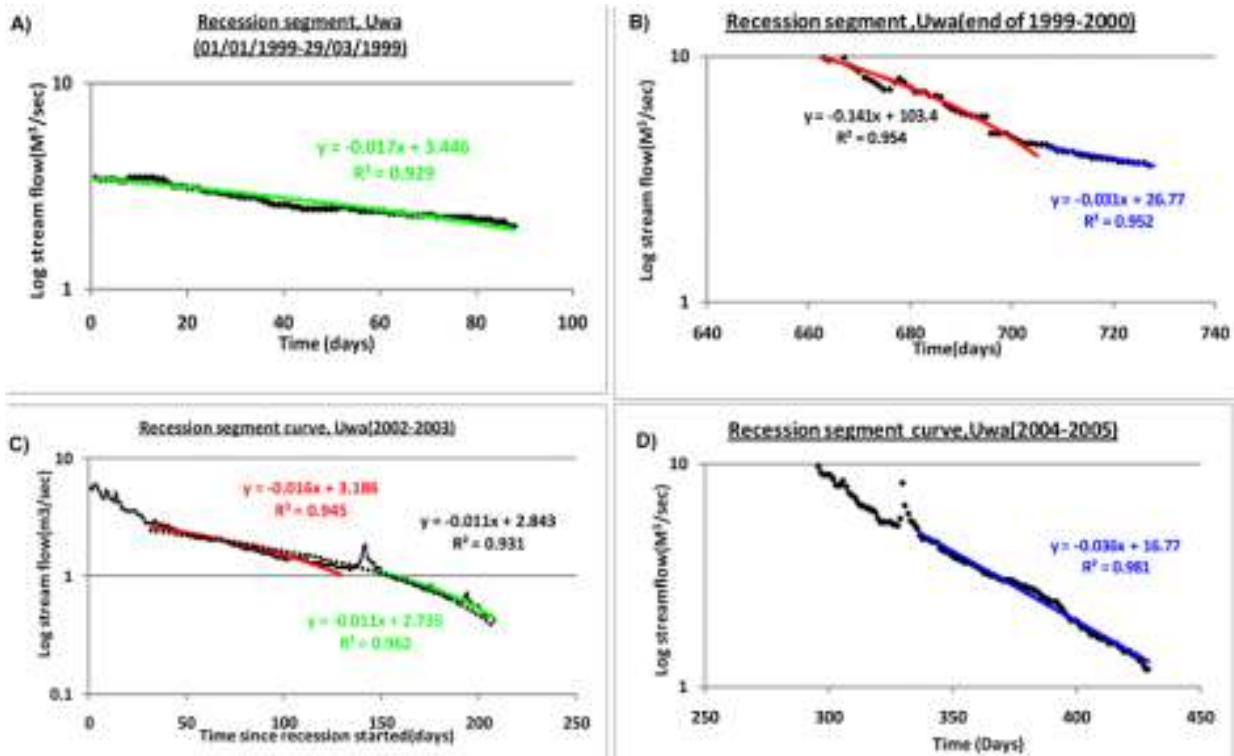 A)
Recession segment, Uwa
(01/01/1999-29/03/1999)
Log stream flow(M³/sec)
10
1
y = -0.017x + 3.446
R² = 0.929
0 20 40 60 80 100
Time (days)
B)
Recession segment ,Uwa(end of 1999-2000)
Log stream flow(M³/sec)
10
1
y = -0.141x + 103.4
R² = 0.954
y = -0.031x + 26.77
R² = 0.952
640 660 680 700 720 740
Time(days)
C)
Recession segment curve, Uwa(2002-2003)
Log stream flow(m3/sec)
10
1
0.1
y = -0.016x + 3.186
R² = 0.945
y = -0.011x + 2.843
R² = 0.931
y = -0.011x + 2.735
R² = 0.962
0 50 100 150 200 250
Time since recession started(days)
D)
Recession segment curve,Uwa(2004-2005)
Log streamflow(M³/sec)
10
1
y = -0.036x + 16.77
R² = 0.981
250 300 350 400 450
Time (Days)